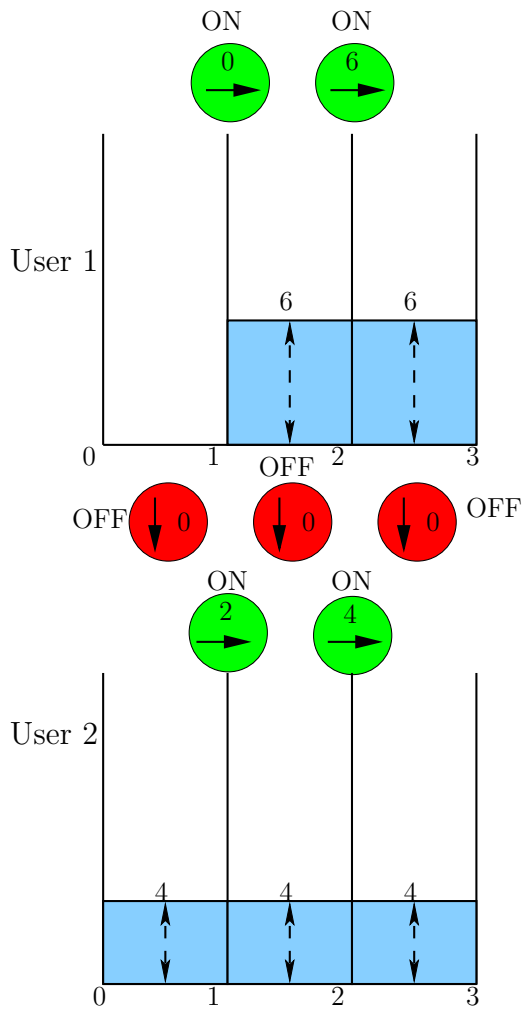 ON ON
0 6
User 1
6 6
0 1 2 3
OFF
OFF 0 0 0 OFF
ON ON
2 4
User 2
4 4 4
0 1 2 3